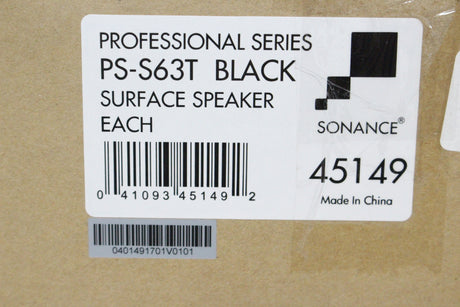 PROFESSIONAL SERIES
PS-S63T BLACK
SURFACE SPEAKER
EACH
SONANCE®
0 41093 45149 2
45149
Made in China
0401491701V0101